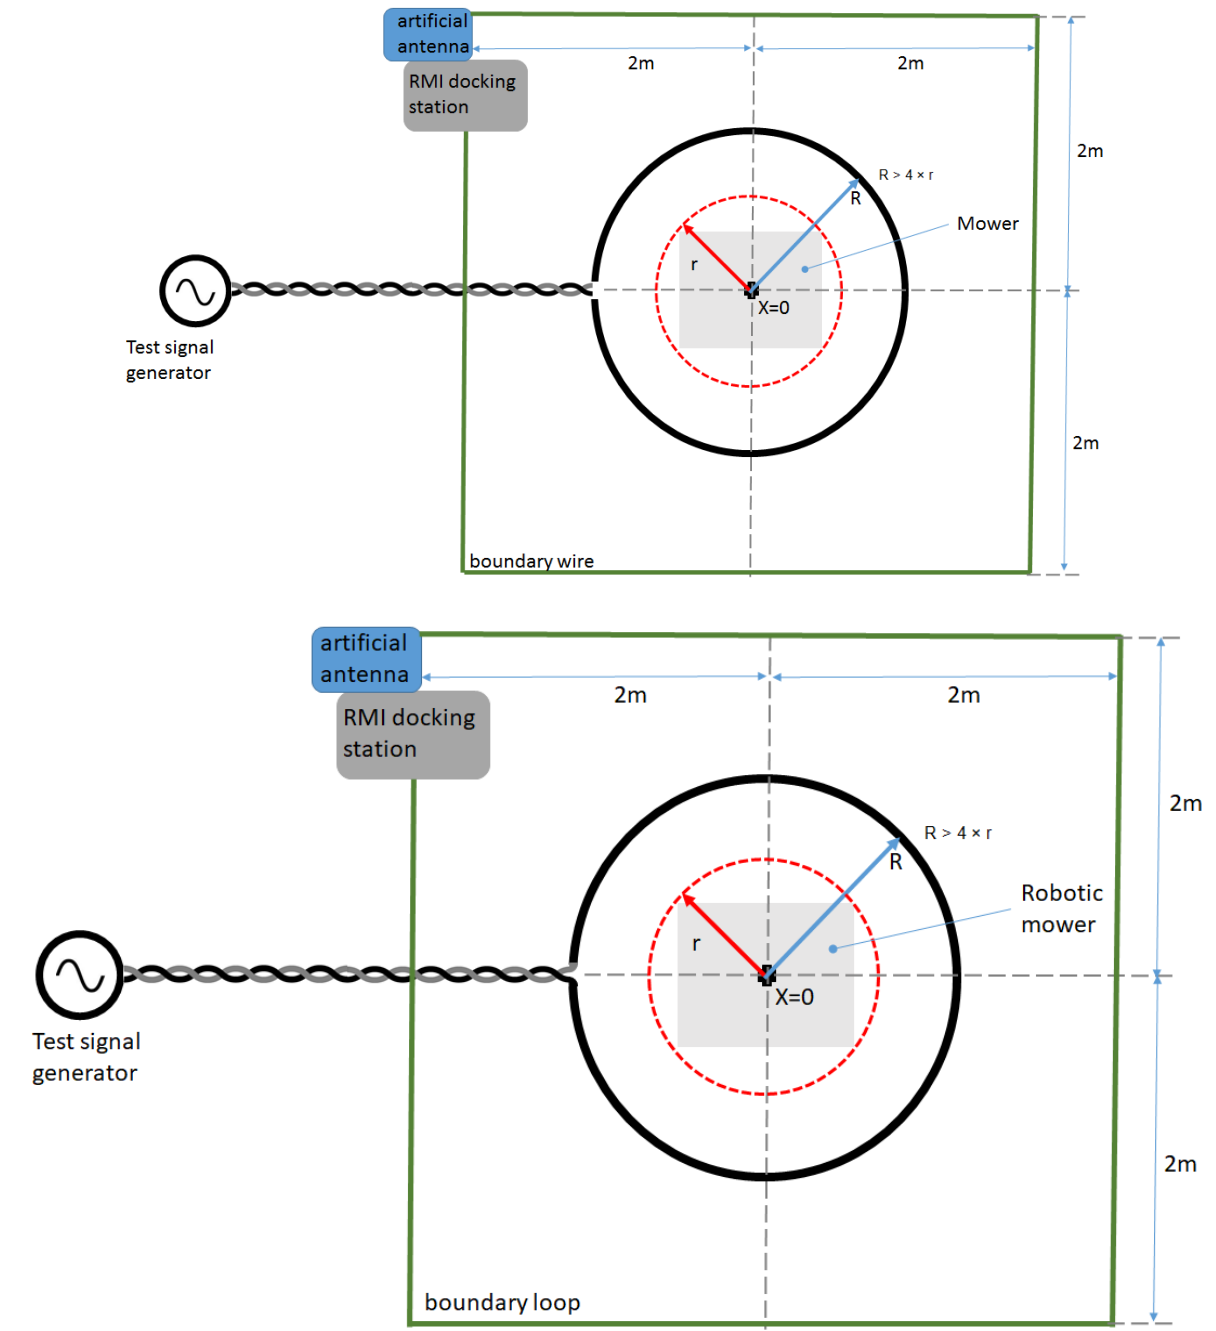 artificial
antenna
2m
2m
RMI docking
station
2m
R > 4 × r
R
Mower
r
X=0
Test signal
generator
2m
boundary wire
artificial
antenna
2m
2m
RMI docking
station
2m
R > 4 × r
R
Robotic
mower
r
X=0
Test signal
generator
2m
boundary loop